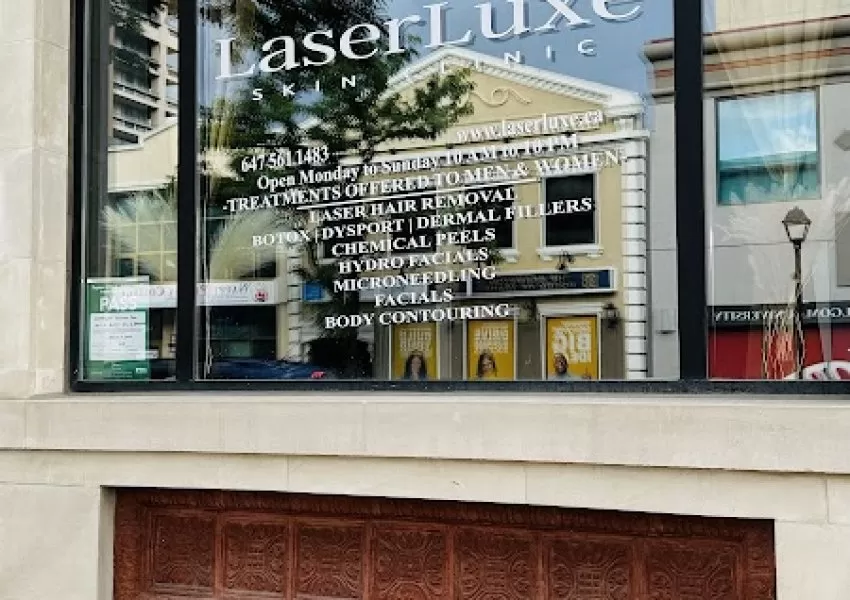 LaserLuxe
SKIN CLINIC
647 561 1483
www.laserluxe.ca
Open Monday to Sunday 10 AM to 10 PM
-TREATMENTS OFFERED TO MEN & WOMEN-
LASER HAIR REMOVAL
BOTOX | DYSPORT | DERMAL FILLERS
CHEMICAL PEELS
HYDRO FACIALS
MICRONEEDLING
FACIALS
BODY CONTOURING
PASS